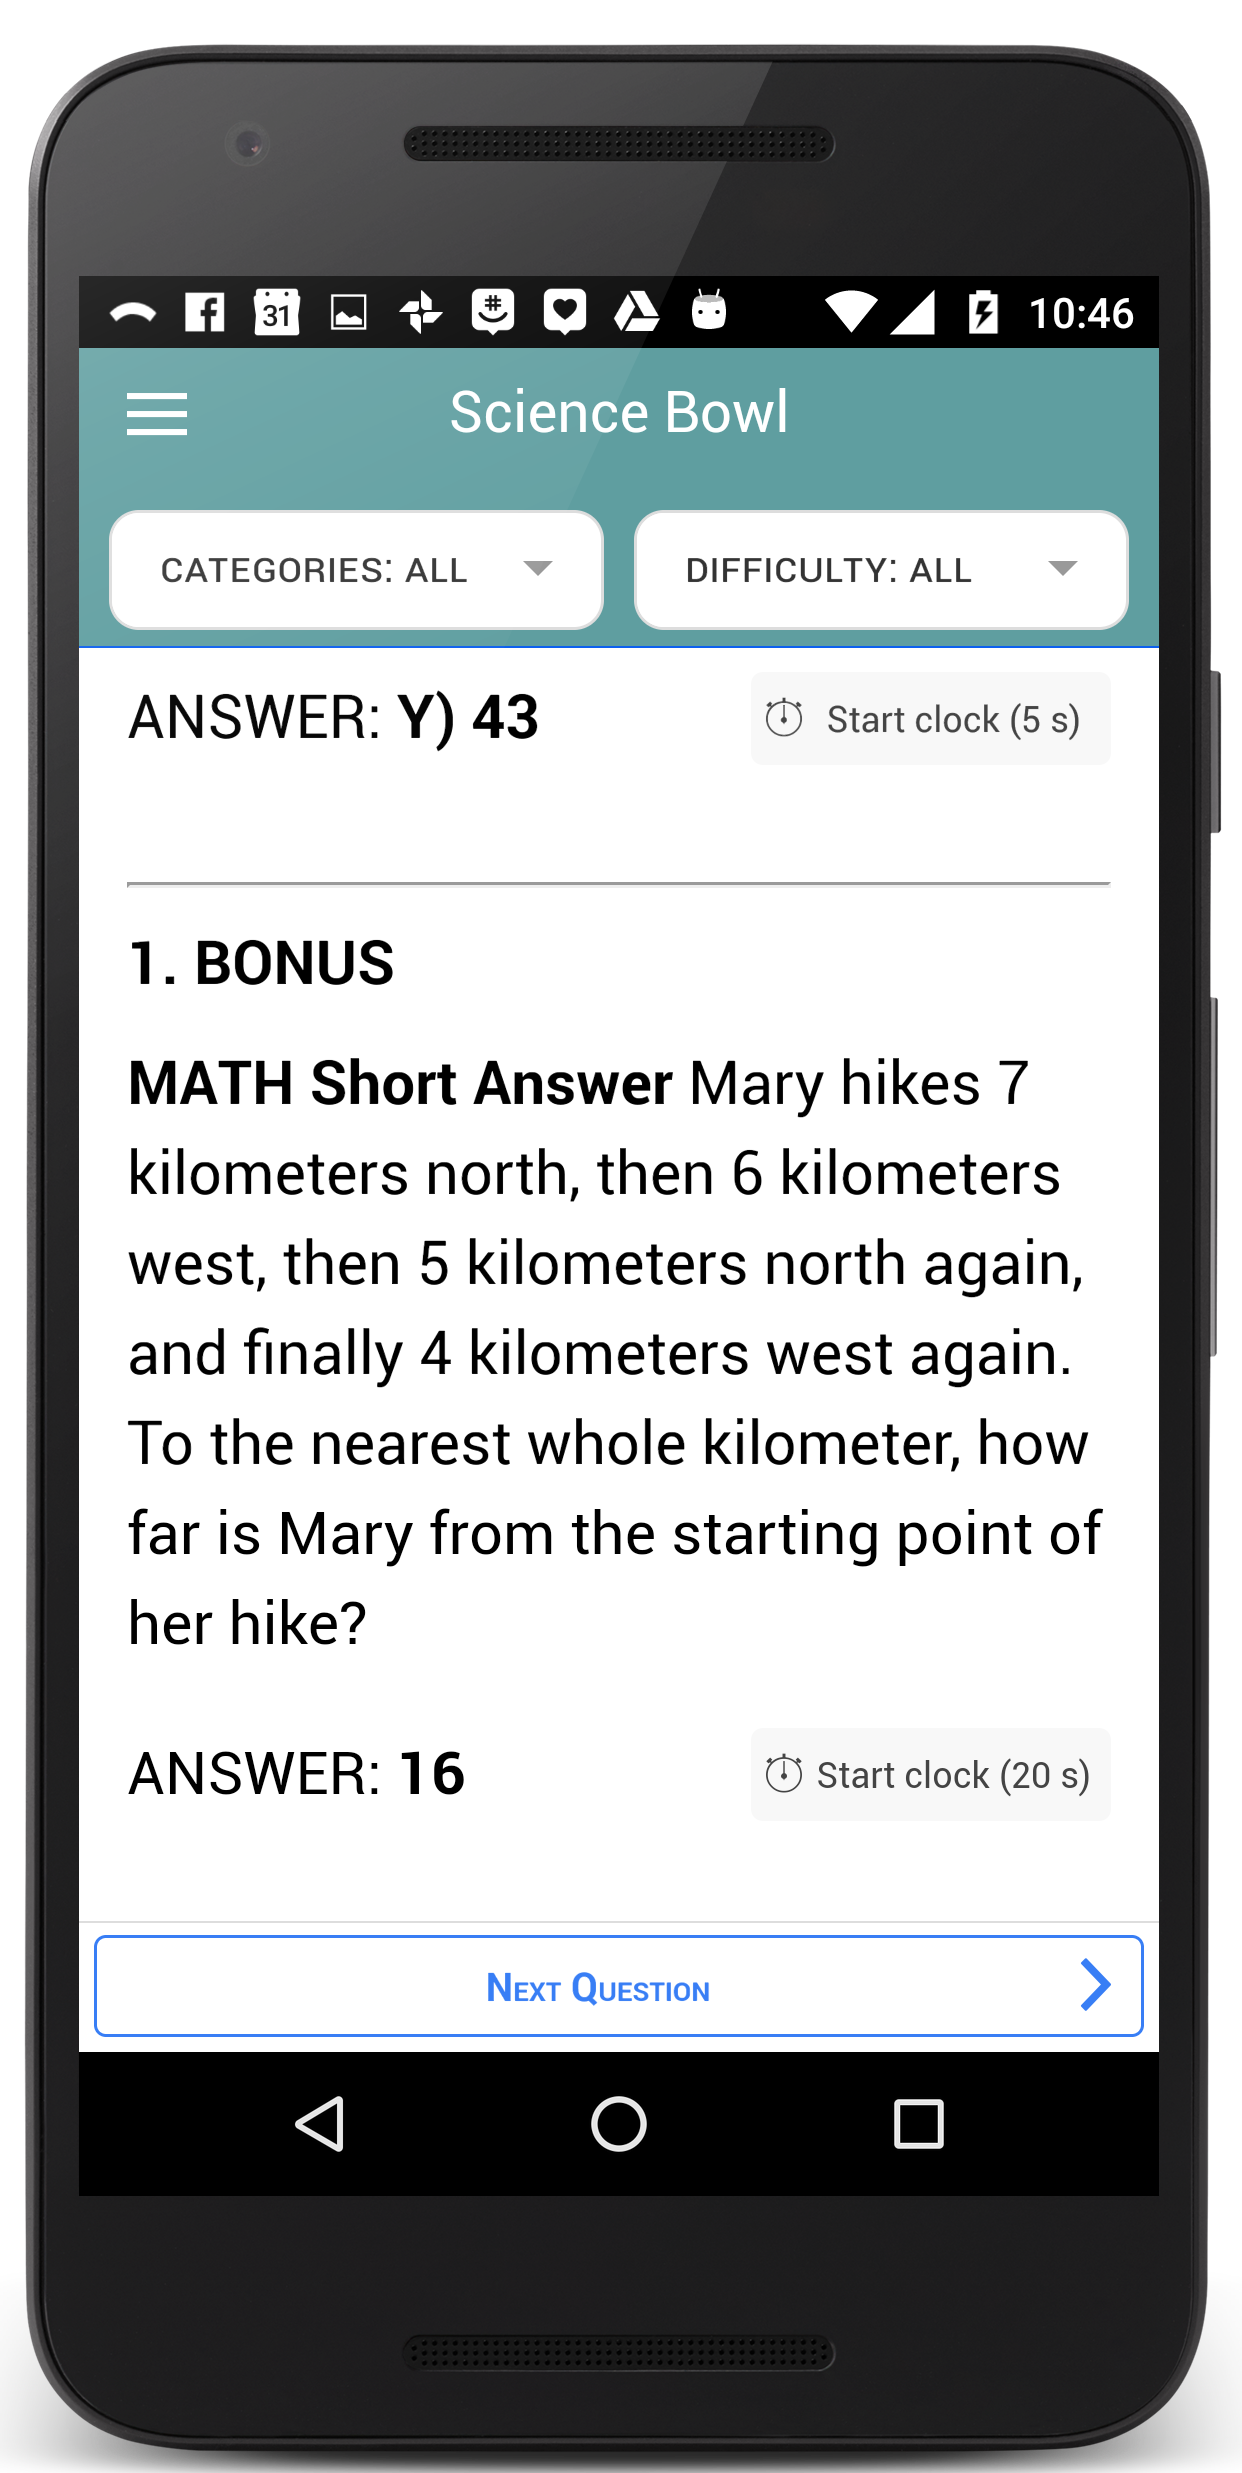 31
#
10:46
Science Bowl
CATEGORIES: ALL
DIFFICULTY: ALL
ANSWER: Y) 43
Start clock (5 s)
1. BONUS
MATH Short Answer Mary hikes 7
kilometers north, then 6 kilometers
west, then 5 kilometers north again,
and finally 4 kilometers west again.
To the nearest whole kilometer, how
far is Mary from the starting point of
her hike?
ANSWER: 16
Start clock (20 s)
Next Question